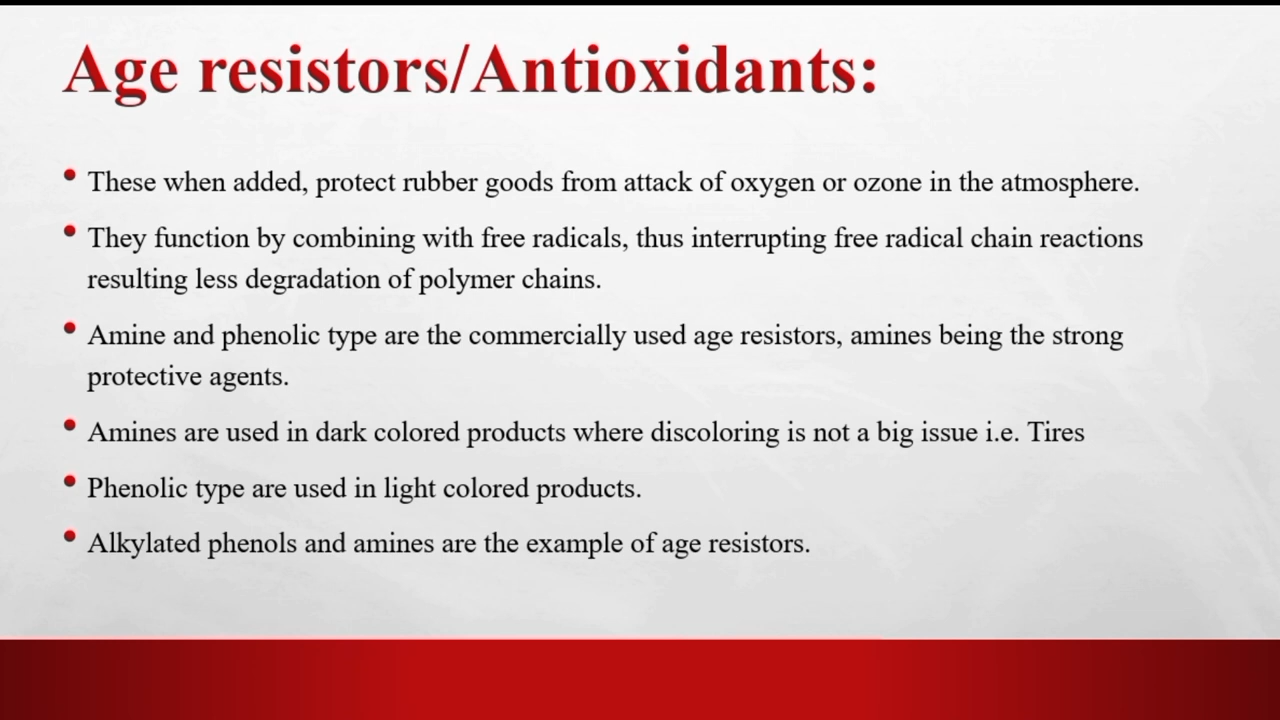 Age resistors/Antioxidants:
• These when added, protect rubber goods from attack of oxygen or ozone in the atmosphere.
• They function by combining with free radicals, thus interrupting free radical chain reactions
resulting less degradation of polymer chains.
• Amine and phenolic type are the commercially used age resistors, amines being the strong
protective agents.
• Amines are used in dark colored products where discoloring is not a big issue i.e. Tires
• Phenolic type are used in light colored products.
• Alkylated phenols and amines are the example of age resistors.